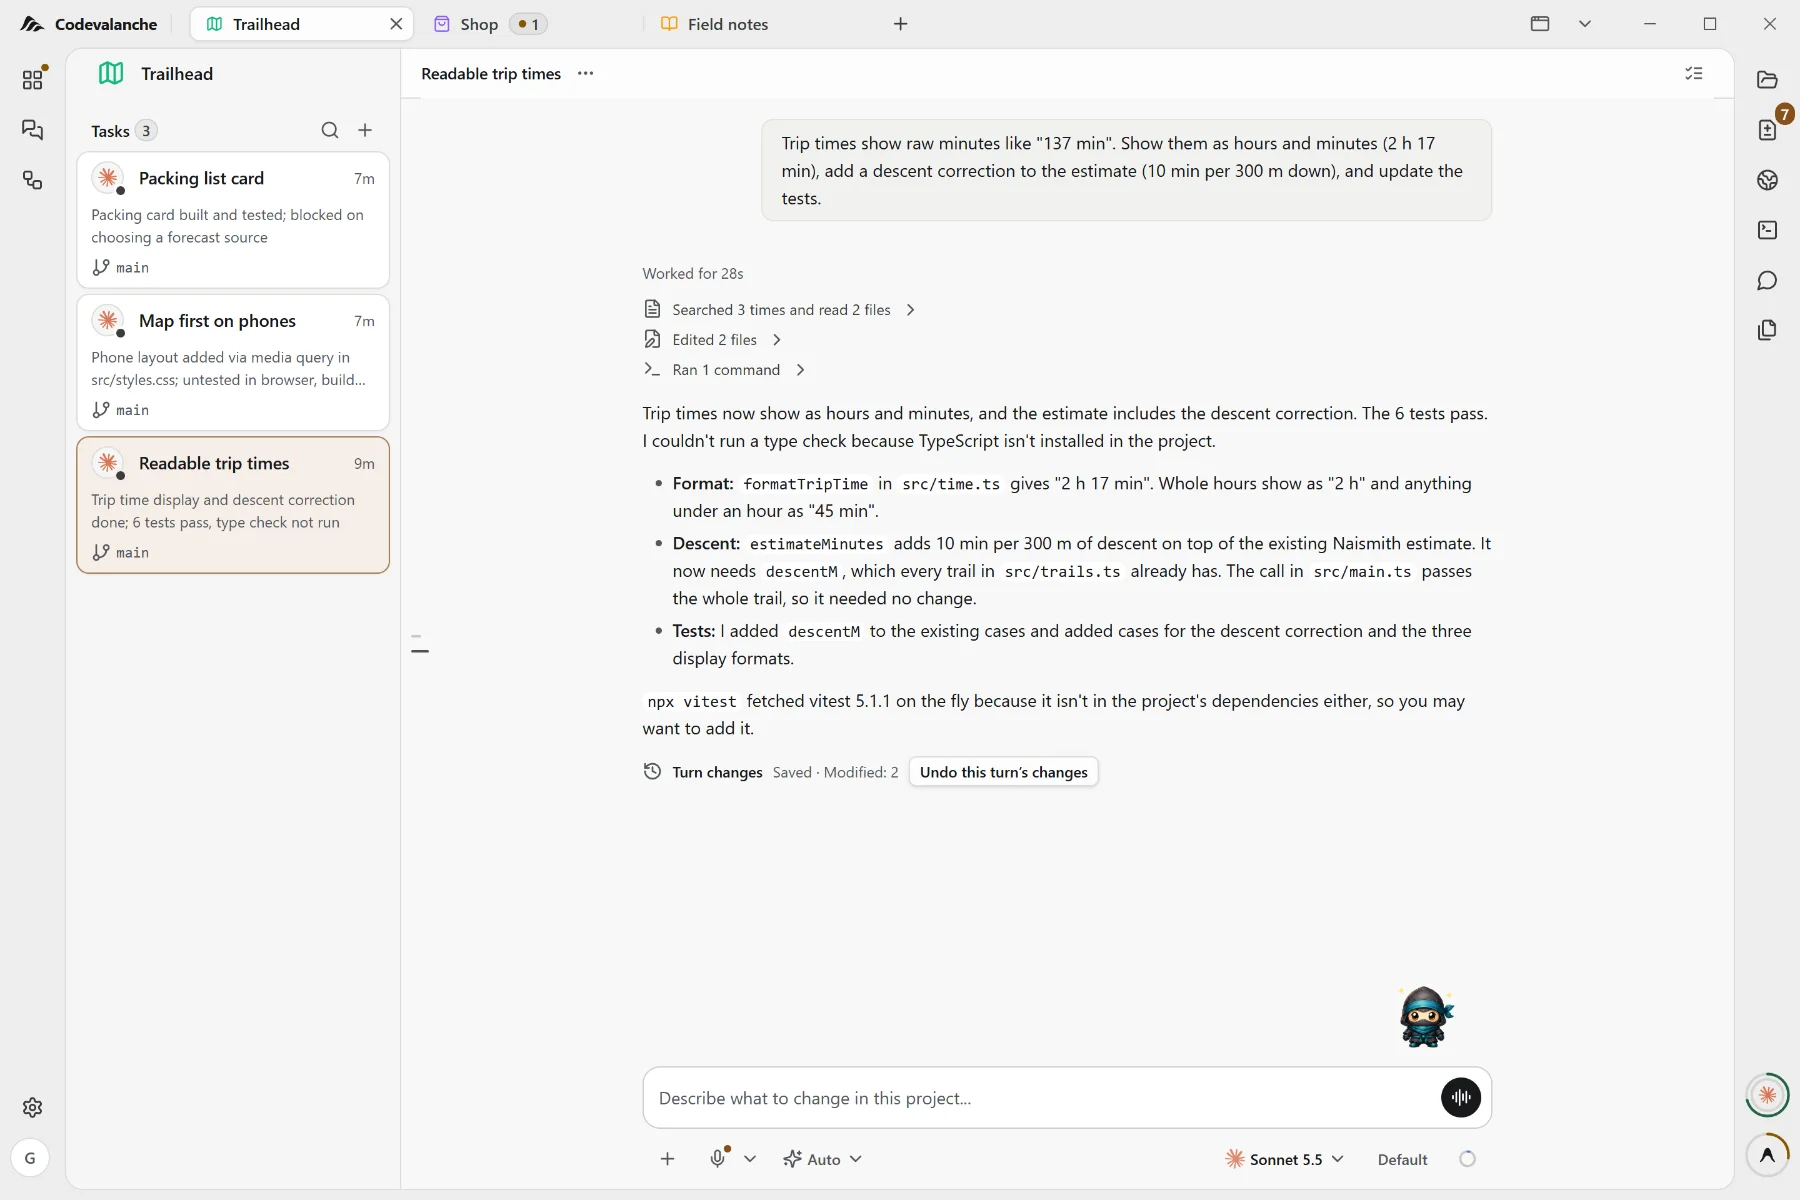 Codevalanche
Trailhead
Shop
1
Field notes
Trailhead
Tasks 3
Packing list card
7m
Packing card built and tested; blocked on
choosing a forecast source
main
Map first on phones
7m
Phone layout added via media query in
src/styles.css; untested in browser, build...
main
Readable trip times
9m
Trip time display and descent correction
done; 6 tests pass, type check not run
main
G
Readable trip times
Trip times show raw minutes like "137 min". Show them as hours and minutes (2 h 17
min), add a descent correction to the estimate (10 min per 300 m down), and update the
tests.
Worked for 28s
Searched 3 times and read 2 files
Edited 2 files
Ran 1 command
Trip times now show as hours and minutes, and the estimate includes the descent correction. The 6 tests pass.
I couldn't run a type check because TypeScript isn't installed in the project.
• Format: formatTripTime in src/time.ts gives "2 h 17 min". Whole hours show as "2 h" and anything
under an hour as "45 min".
• Descent: estimateMinutes adds 10 min per 300 m of descent on top of the existing Naismith estimate. It
now needs descentM, which every trail in src/trails.ts already has. The call in src/main.ts passes
the whole trail, so it needed no change.
• Tests: I added descentM to the existing cases and added cases for the descent correction and the three
display formats.
npx vitest fetched vitest 5.1.1 on the fly because it isn't in the project's dependencies either, so you may
want to add it.
Turn changes Saved · Modified: 2 Undo this turn’s changes
Describe what to change in this project...
Auto
Sonnet 5.5
Default
7